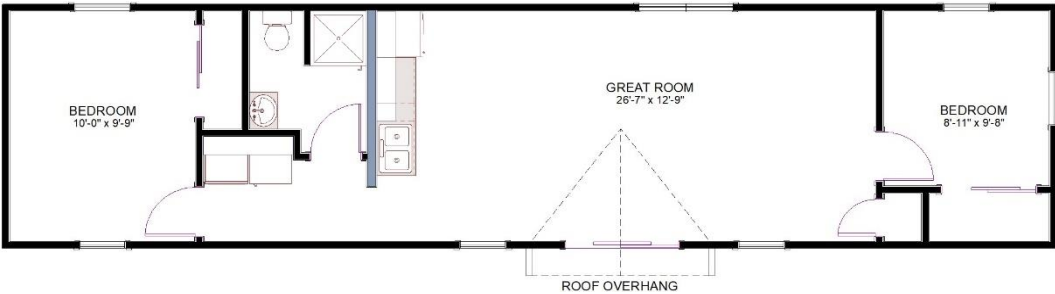 GREAT ROOM
26'-7" x 12'-9"
BEDROOM
10'-0" x 9'-9"
BEDROOM
8'-11" x 9'-8"
ROOF OVERHANG